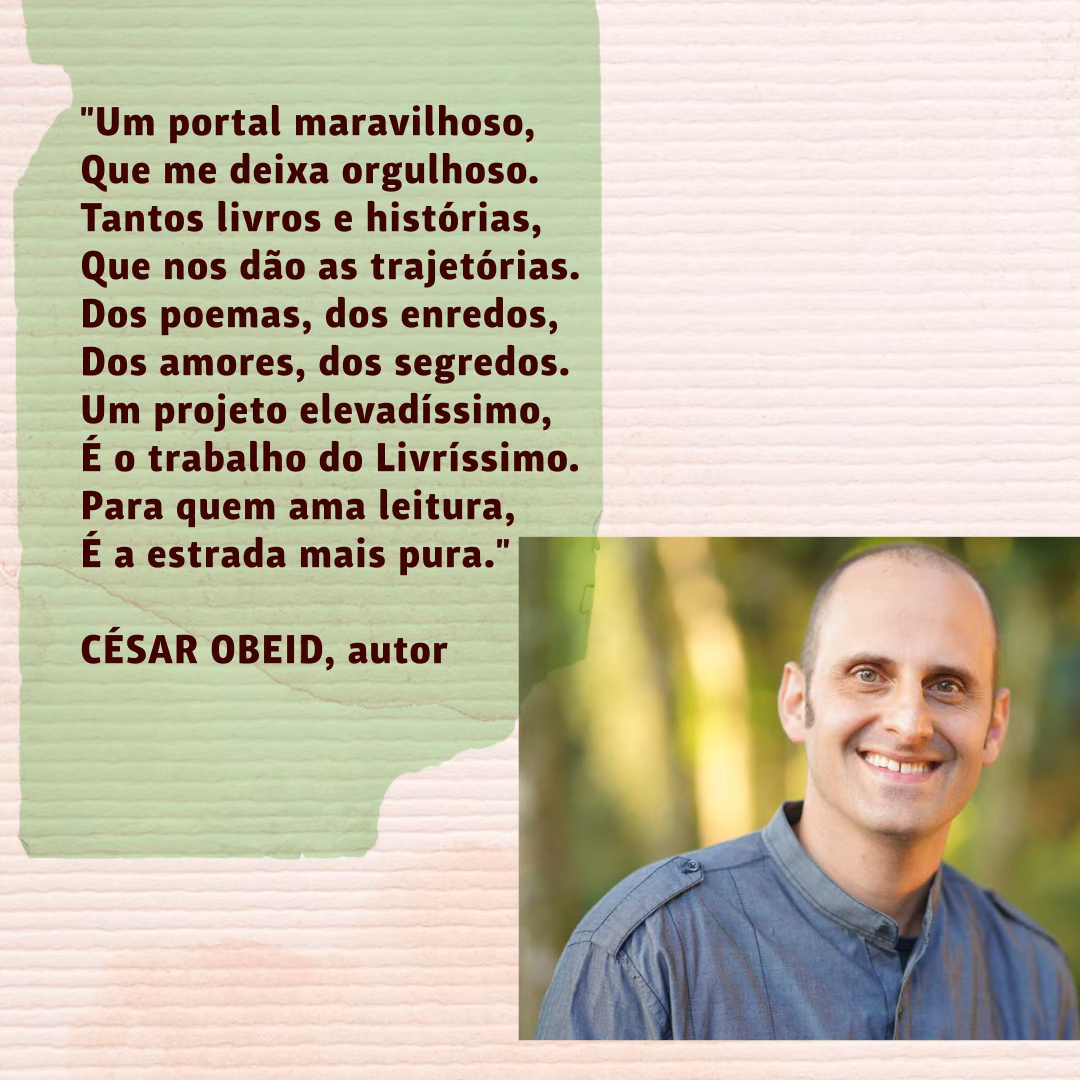 "Um portal maravilhoso,
Que me deixa orgulhoso.
Tantos livros e histórias,
Que nos dão as trajetórias.
Dos poemas, dos enredos,
Dos amores, dos segredos.
Um projeto elevadíssimo,
É o trabalho do Livríssimo.
Para quem ama leitura,
É a estrada mais pura."
CÉSAR OBEID, autor